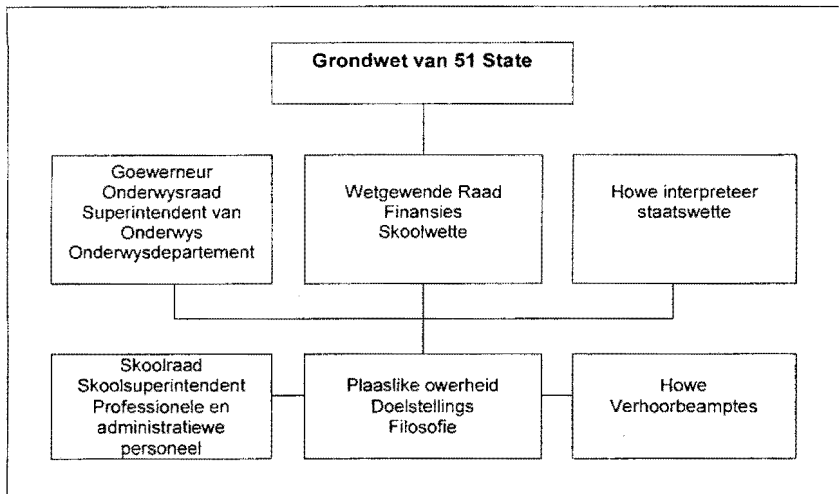 Grondwet van 51 State
Goewerneur
Onderwysraad
Superintendent van
Onderwys
Onderwysdepartement
Wetgewende Raad
Finansies
Skoolwette
Howe interpreteer
staatswette
Skoolraad
Skoolsuperintendent
Professionele en
administratiewe
personeel
Plaaslike owerheid
Doelstellings
Filosofie
Howe
Verhoorbeamptes